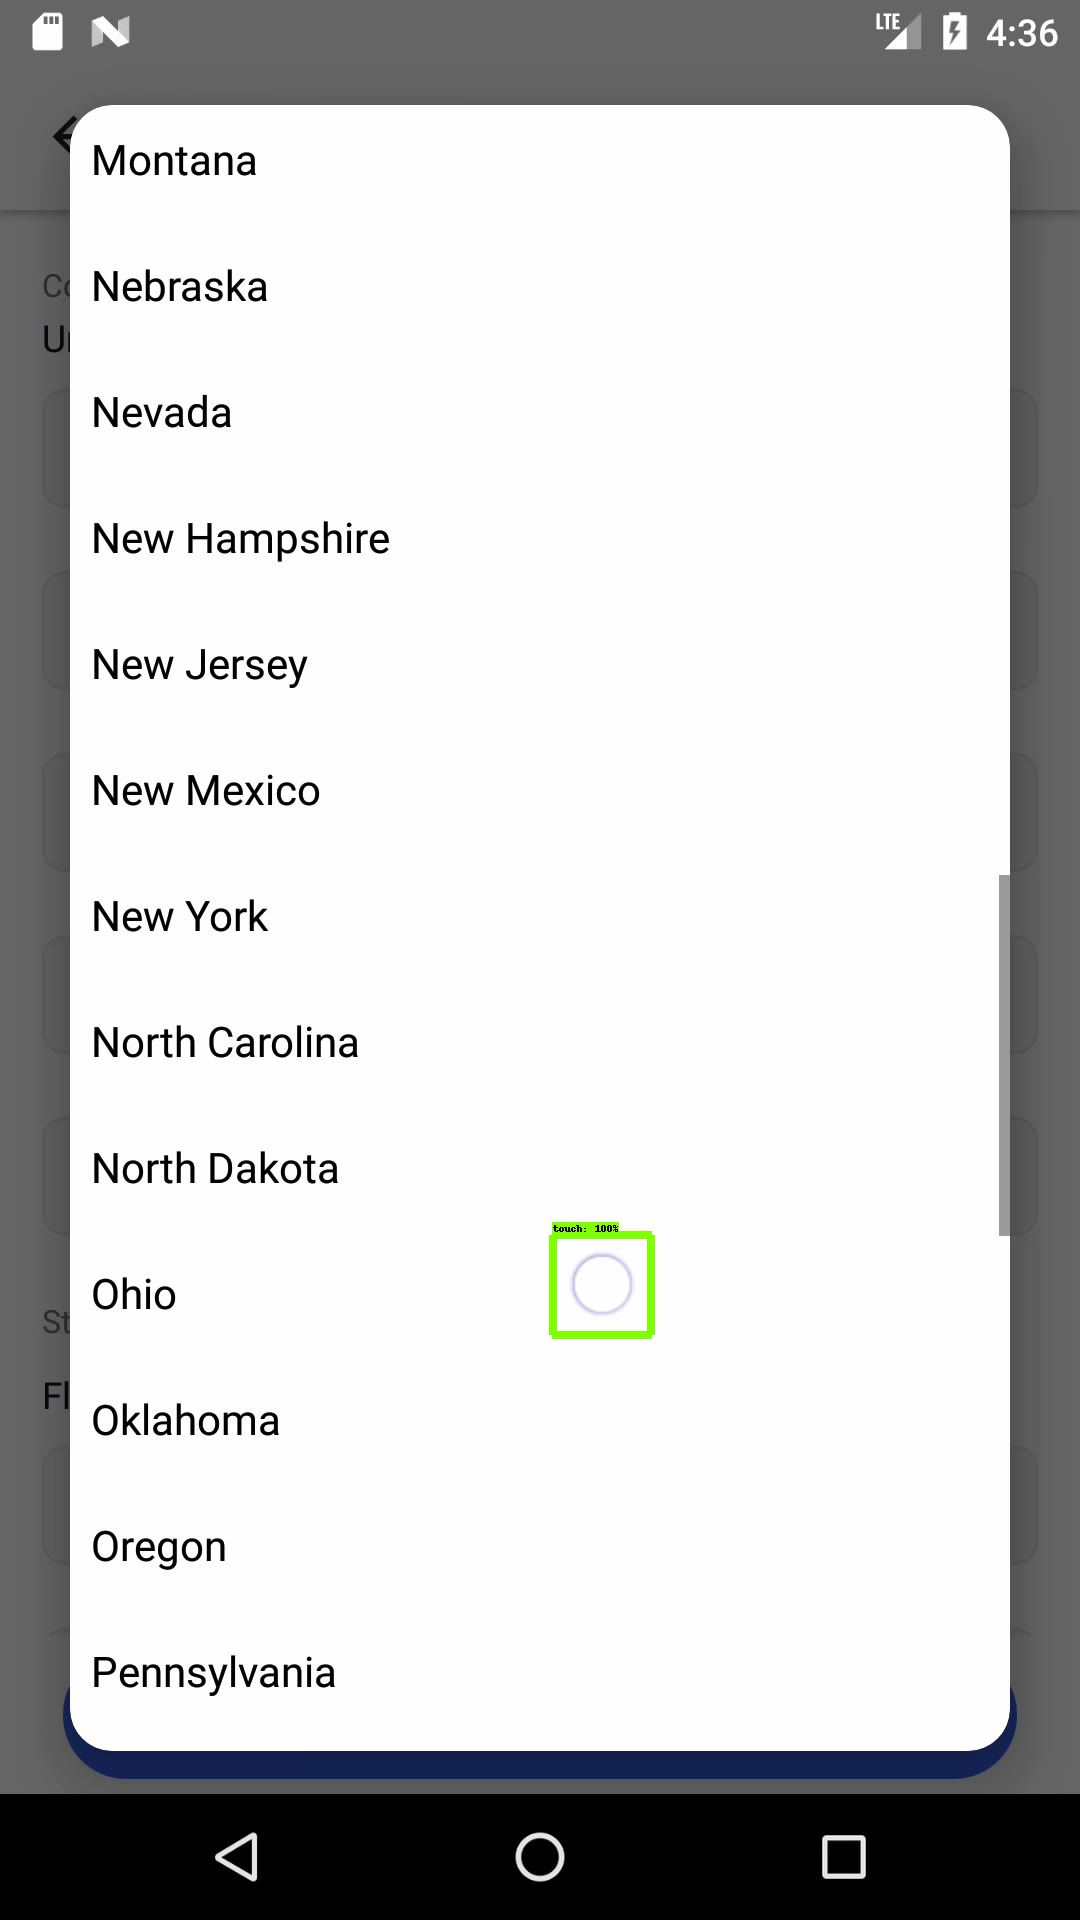 LTE 4:36
Montana
Co
Nebraska
Un
Nevada
New Hampshire
New Jersey
New Mexico
New York
North Carolina
North Dakota
touch: 100%
Ohio
St
Oklahoma
Fl
Oregon
Pennsylvania